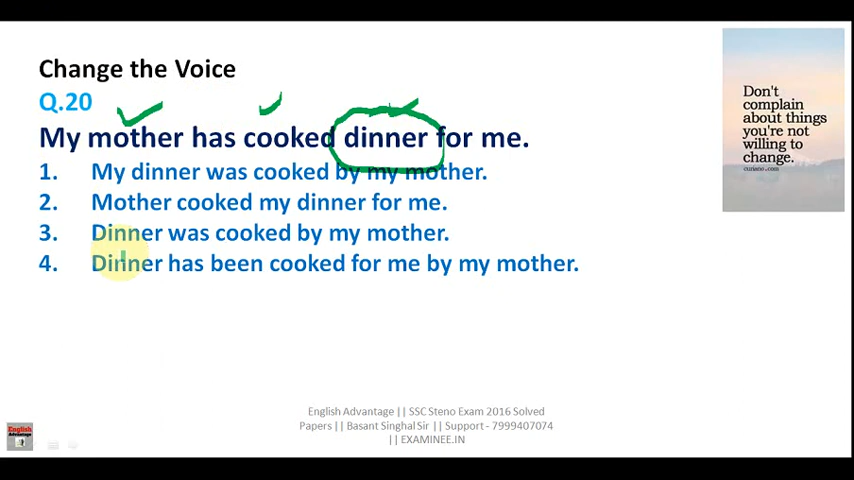 Change the Voice
Q.20
My mother has cooked dinner for me.
1. My dinner was cooked by my mother.
2. Mother cooked my dinner for me.
3. Dinner was cooked by my mother.
4. Dinner has been cooked for me by my mother.
Don't
complain
about things
you're not
willing to
change.
English Advantage || SSC Steno Exam 2016 Solved
Papers || Basant Singhal Sir || Support - 7999407074
|| EXAMINEE.IN
English
Advantage